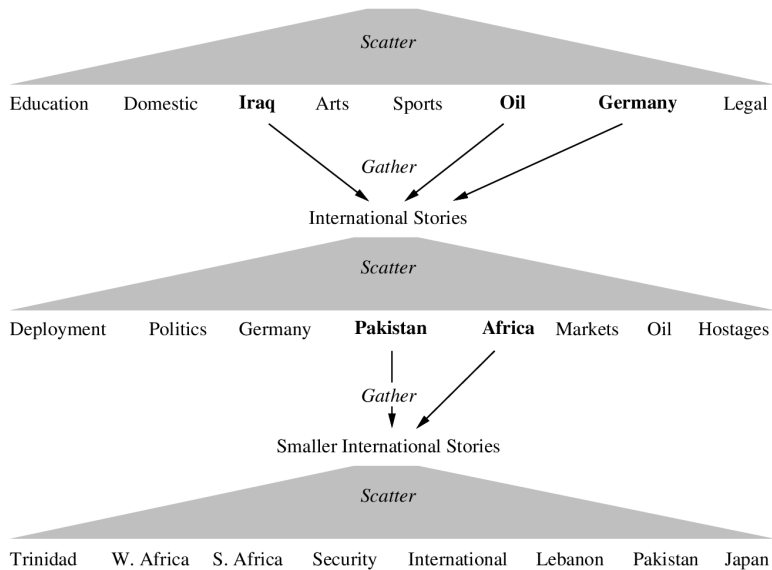 Scatter
Education Domestic Iraq Arts Sports Oil Germany Legal
Gather
International Stories
Scatter
Deployment Politics Germany Pakistan Africa Markets Oil Hostages
Gather
Smaller International Stories
Scatter
Trinidad W. Africa S. Africa Security International Lebanon Pakistan Japan